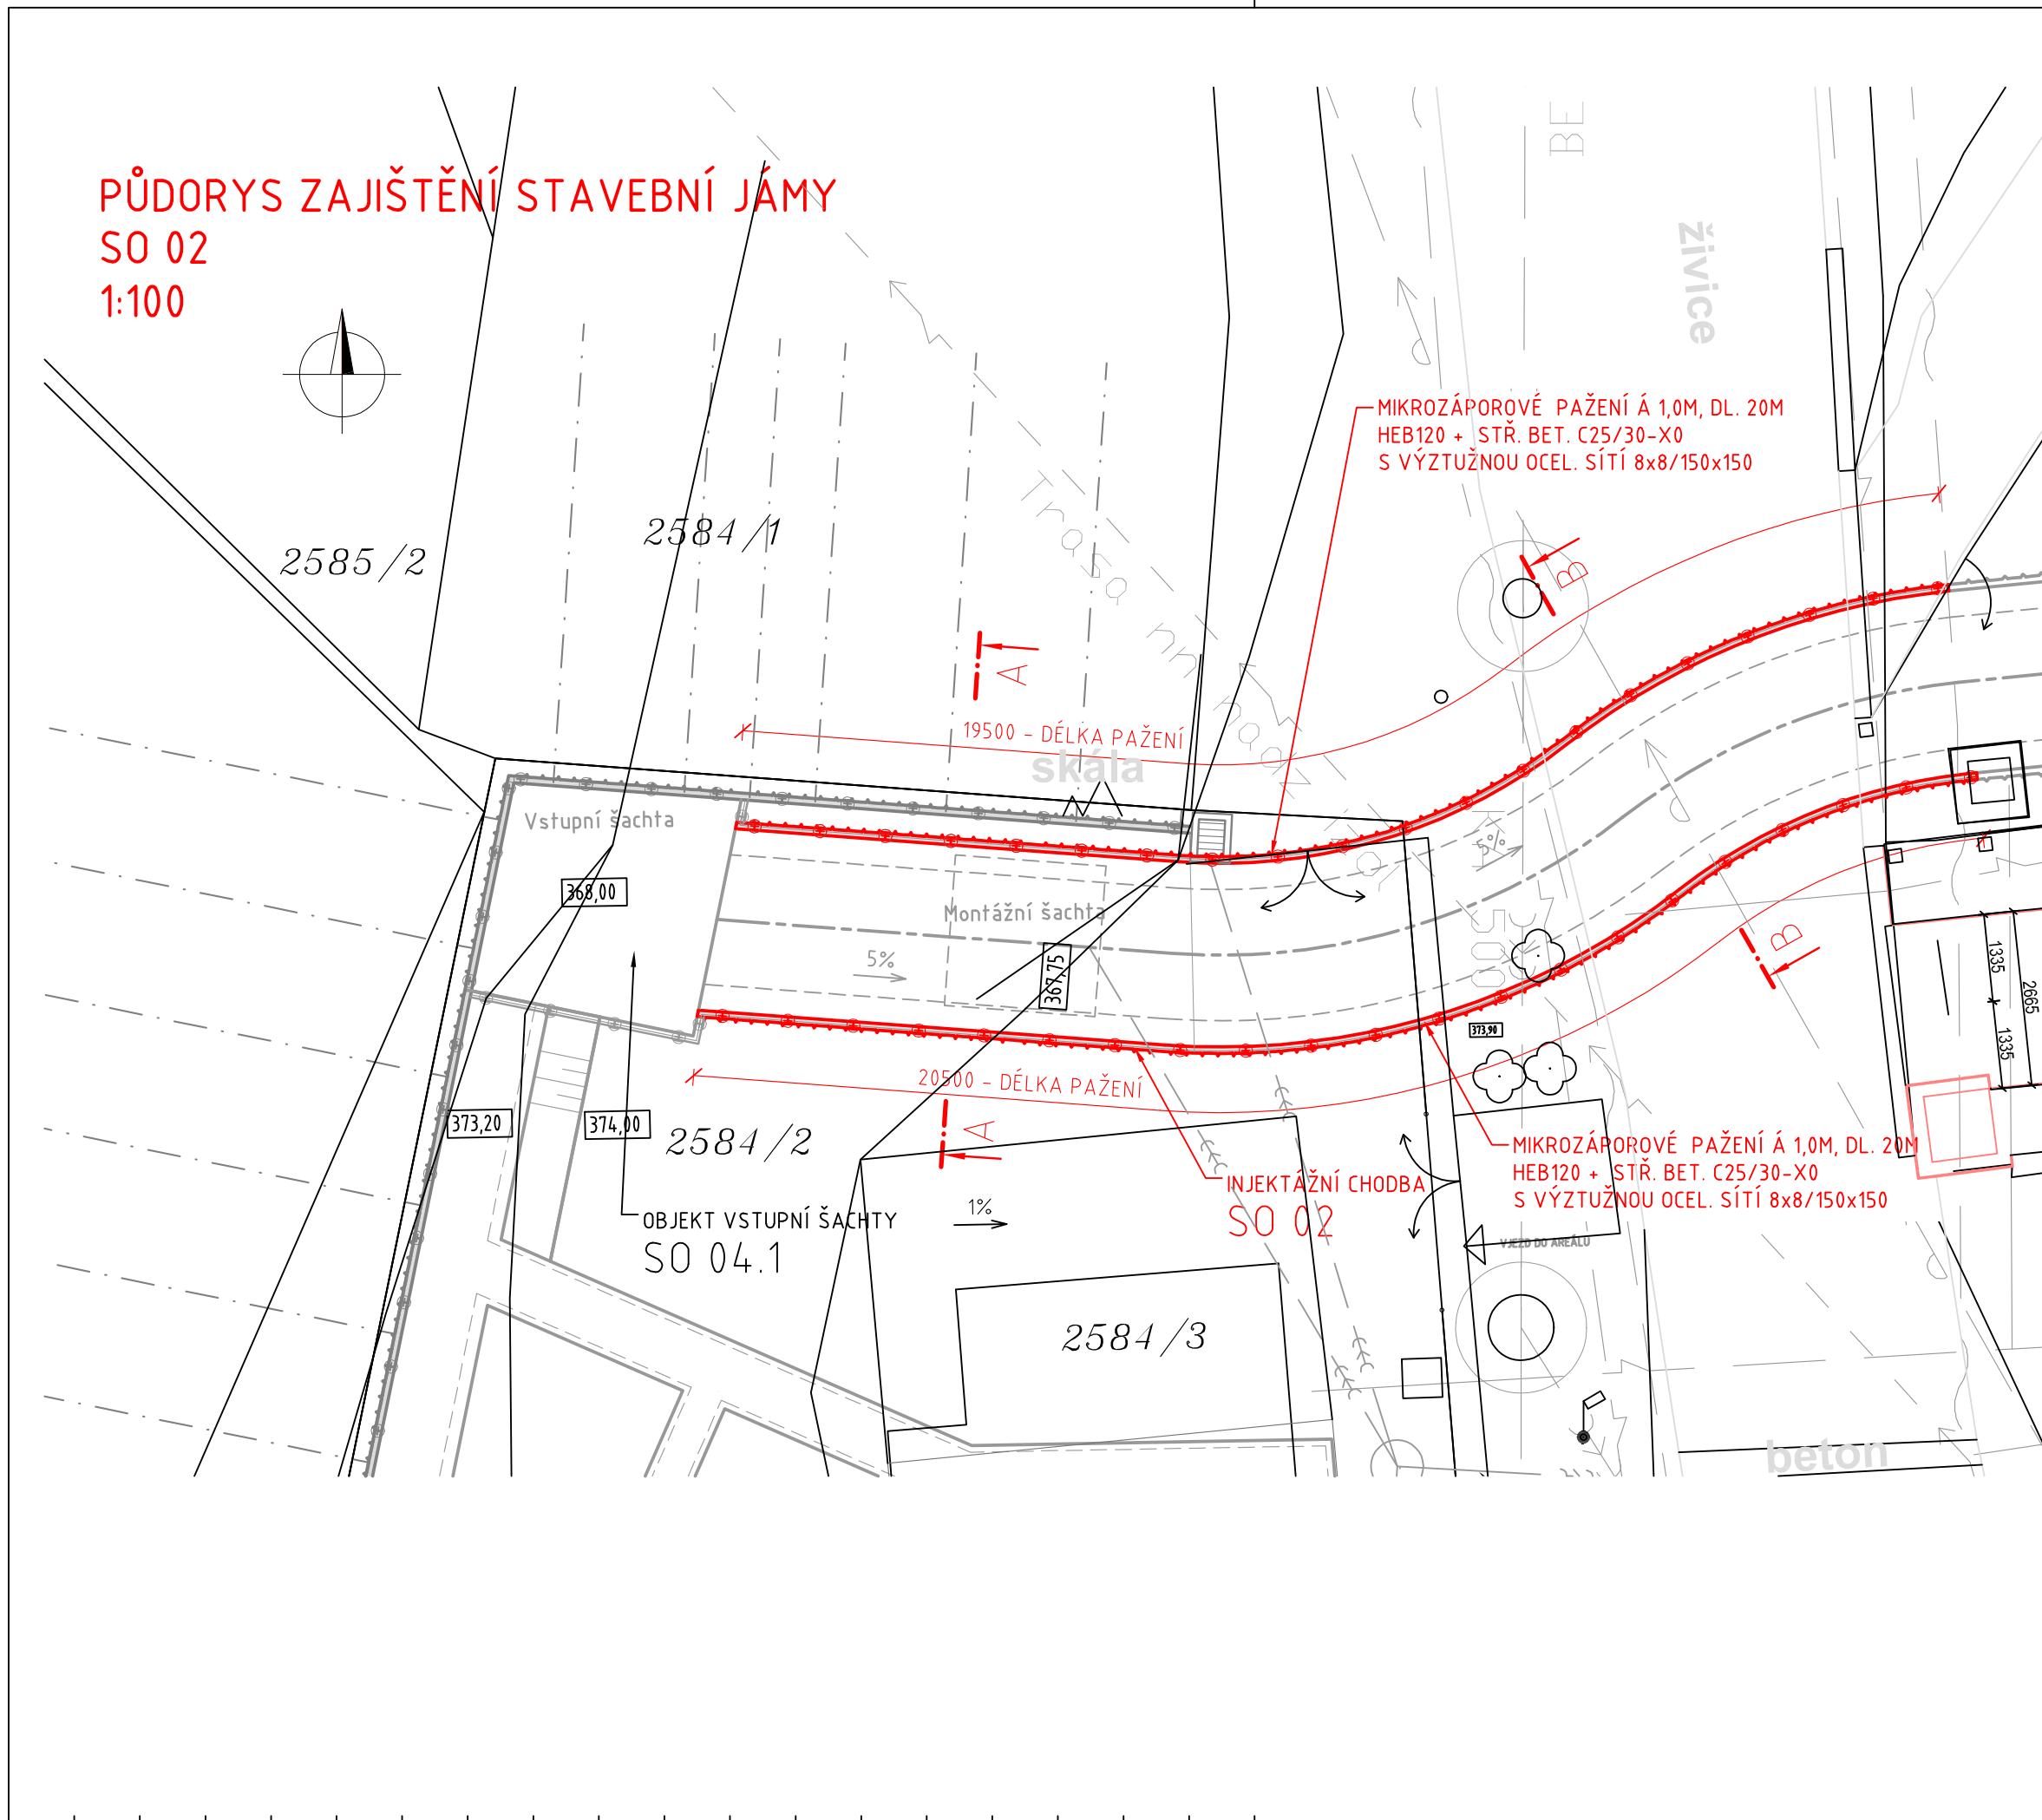 PŮDORYS ZAJIŠTĚNÍ STAVEBNÍ JÁMY
SO 02
1:100
BE
živice
MIKROZÁPOROVÉ PAŽENÍ Á 1,0M, DL. 20M
HEB120 + STŘ. BET. C25/30-X0
S VÝZTUŽNOU OCEL. SÍTÍ 8x8/150x150
2584/1
2585/2
B
A
19500 - DÉLKA PAŽENÍ
skála
Vstupní šachta
5%
368,00
Montážní šachta
5%
367,75
B
1335
2665
1335
373,90
20500 - DÉLKA PAŽENÍ
373,20
374,00
2584/2
A
MIKROZÁPOROVÉ PAŽENÍ Á 1,0M, DL. 20M
HEB120 + STŘ. BET. C25/30-X0
S VÝZTUŽNOU OCEL. SÍTÍ 8x8/150x150
INJEKTÁŽNÍ CHODBA
SO 02
1%
OBJEKT VSTUPNÍ ŠACHTY
SO 04.1
VJEZD DO AREÁLU
2584/3
beton